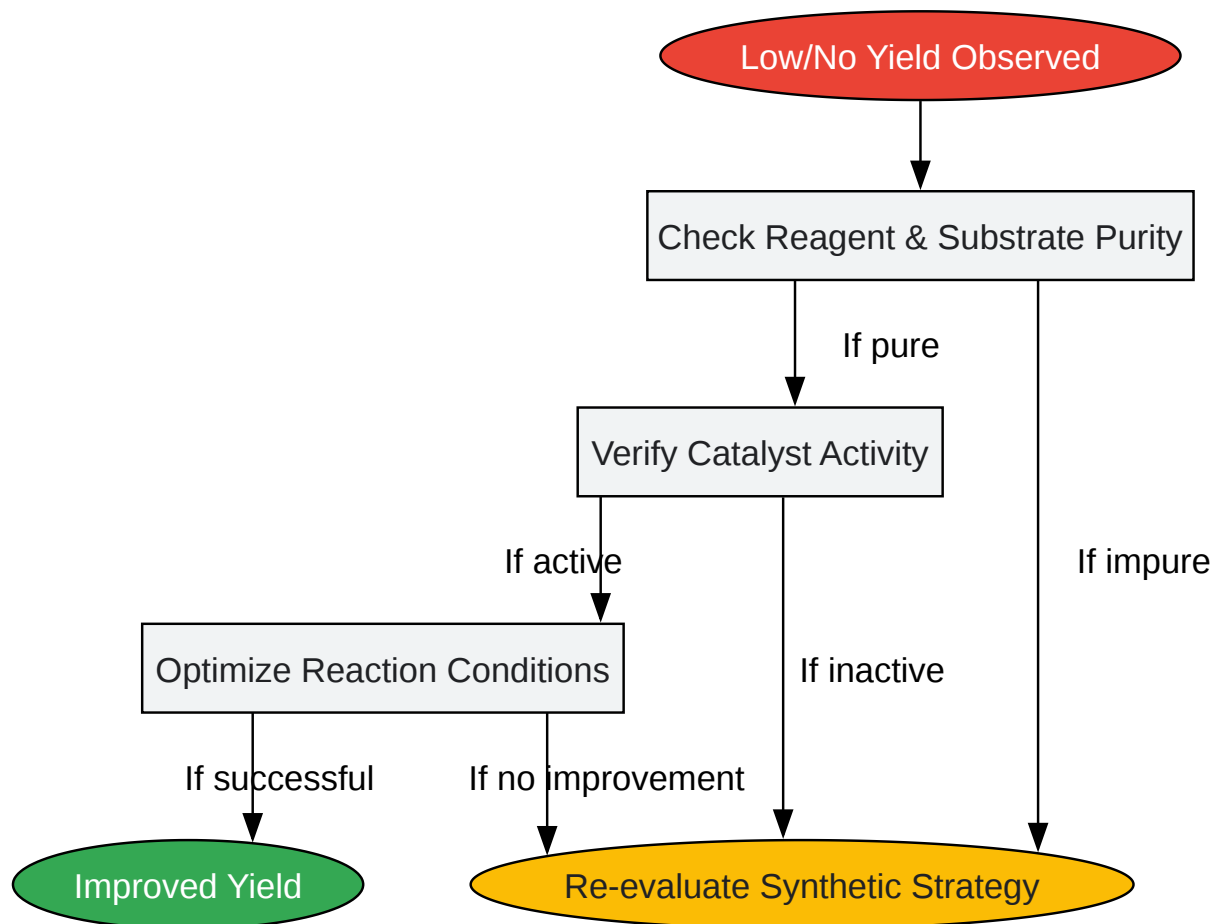 Low/No Yield Observed
Check Reagent & Substrate Purity
If pure
Verify Catalyst Activity
If active
If impure
Optimize Reaction Conditions
If inactive
If successful
If no improvement
Improved Yield
Re-evaluate Synthetic Strategy